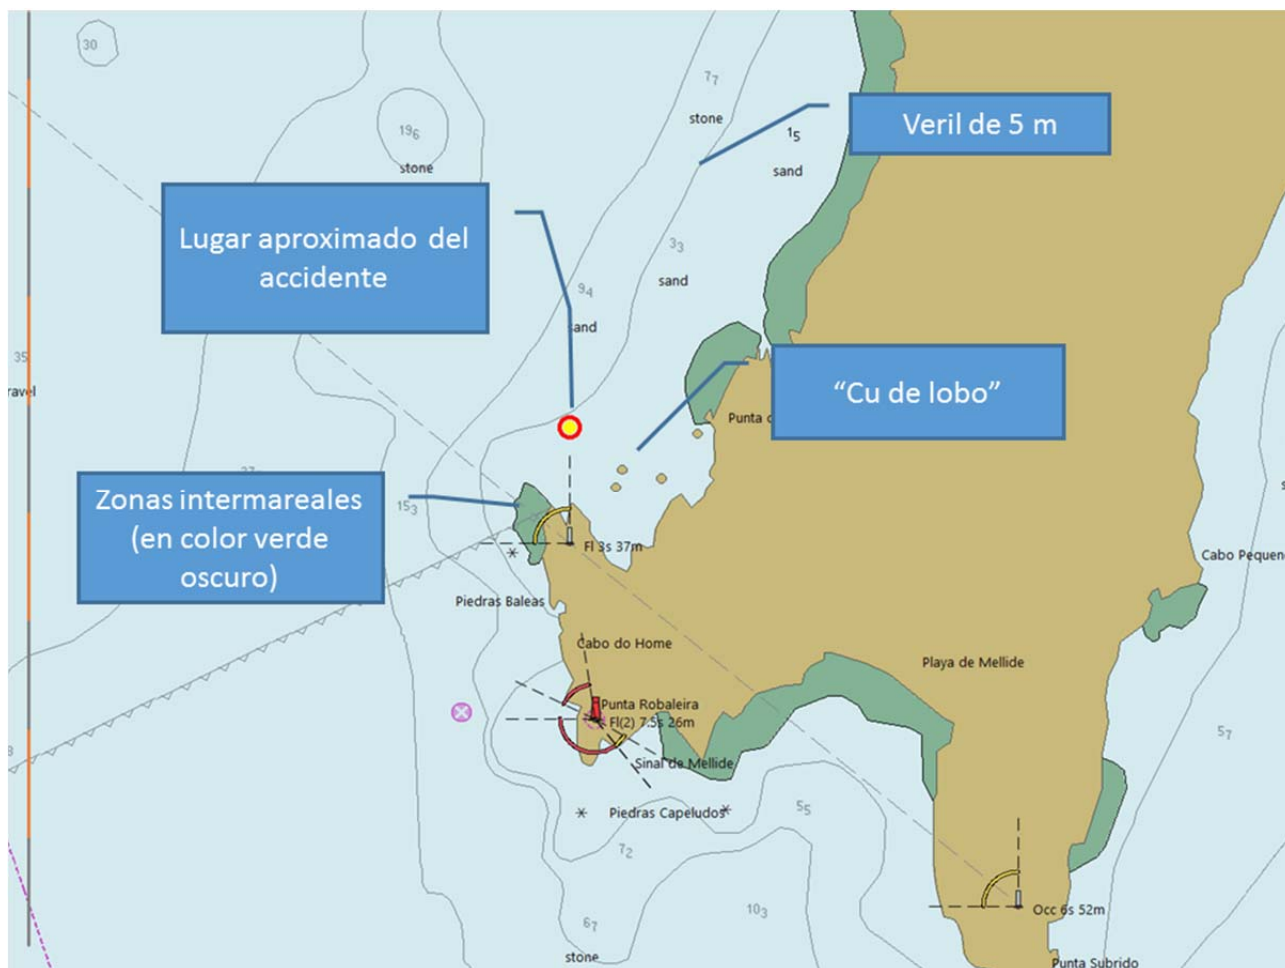 30
7₇
stone
1₅
sand
Veril de 5 m
19₆
stone
Lugar aproximado del
accidente
3₃
sand
9₄
sand
35
ravel
"Cu de lobo"
Punta
Zonas intermareales
(en color verde
oscuro)
15₃
Fl 3s 37m
Cabo Pequen
Piedras Baleas
Cabo do Home
Playa de Mellide
Punta Robaleira
Fl(2) 7.5s 26m
5₇
Sinal de Mellide
Piedras Capeludos
5₅
7₂
6₇
10₃
Occ 6s 52m
stone
Punta Subrido